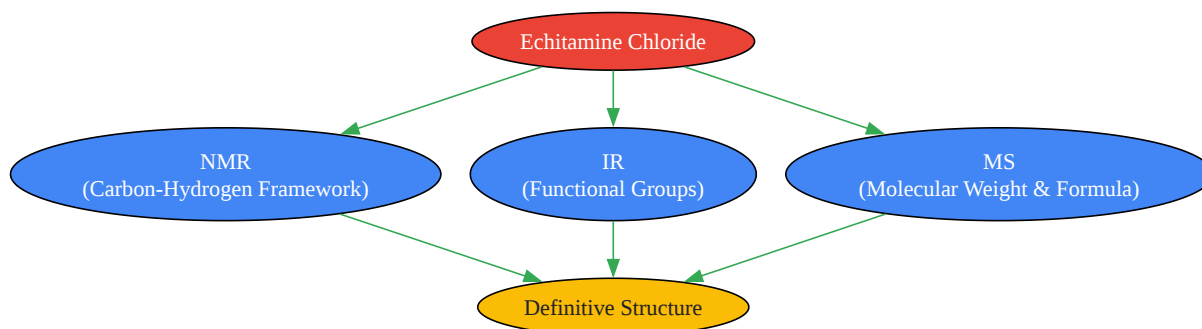 Echitamine Chloride
NMR
(Carbon-Hydrogen Framework)
IR
(Functional Groups)
MS
(Molecular Weight & Formula)
Definitive Structure